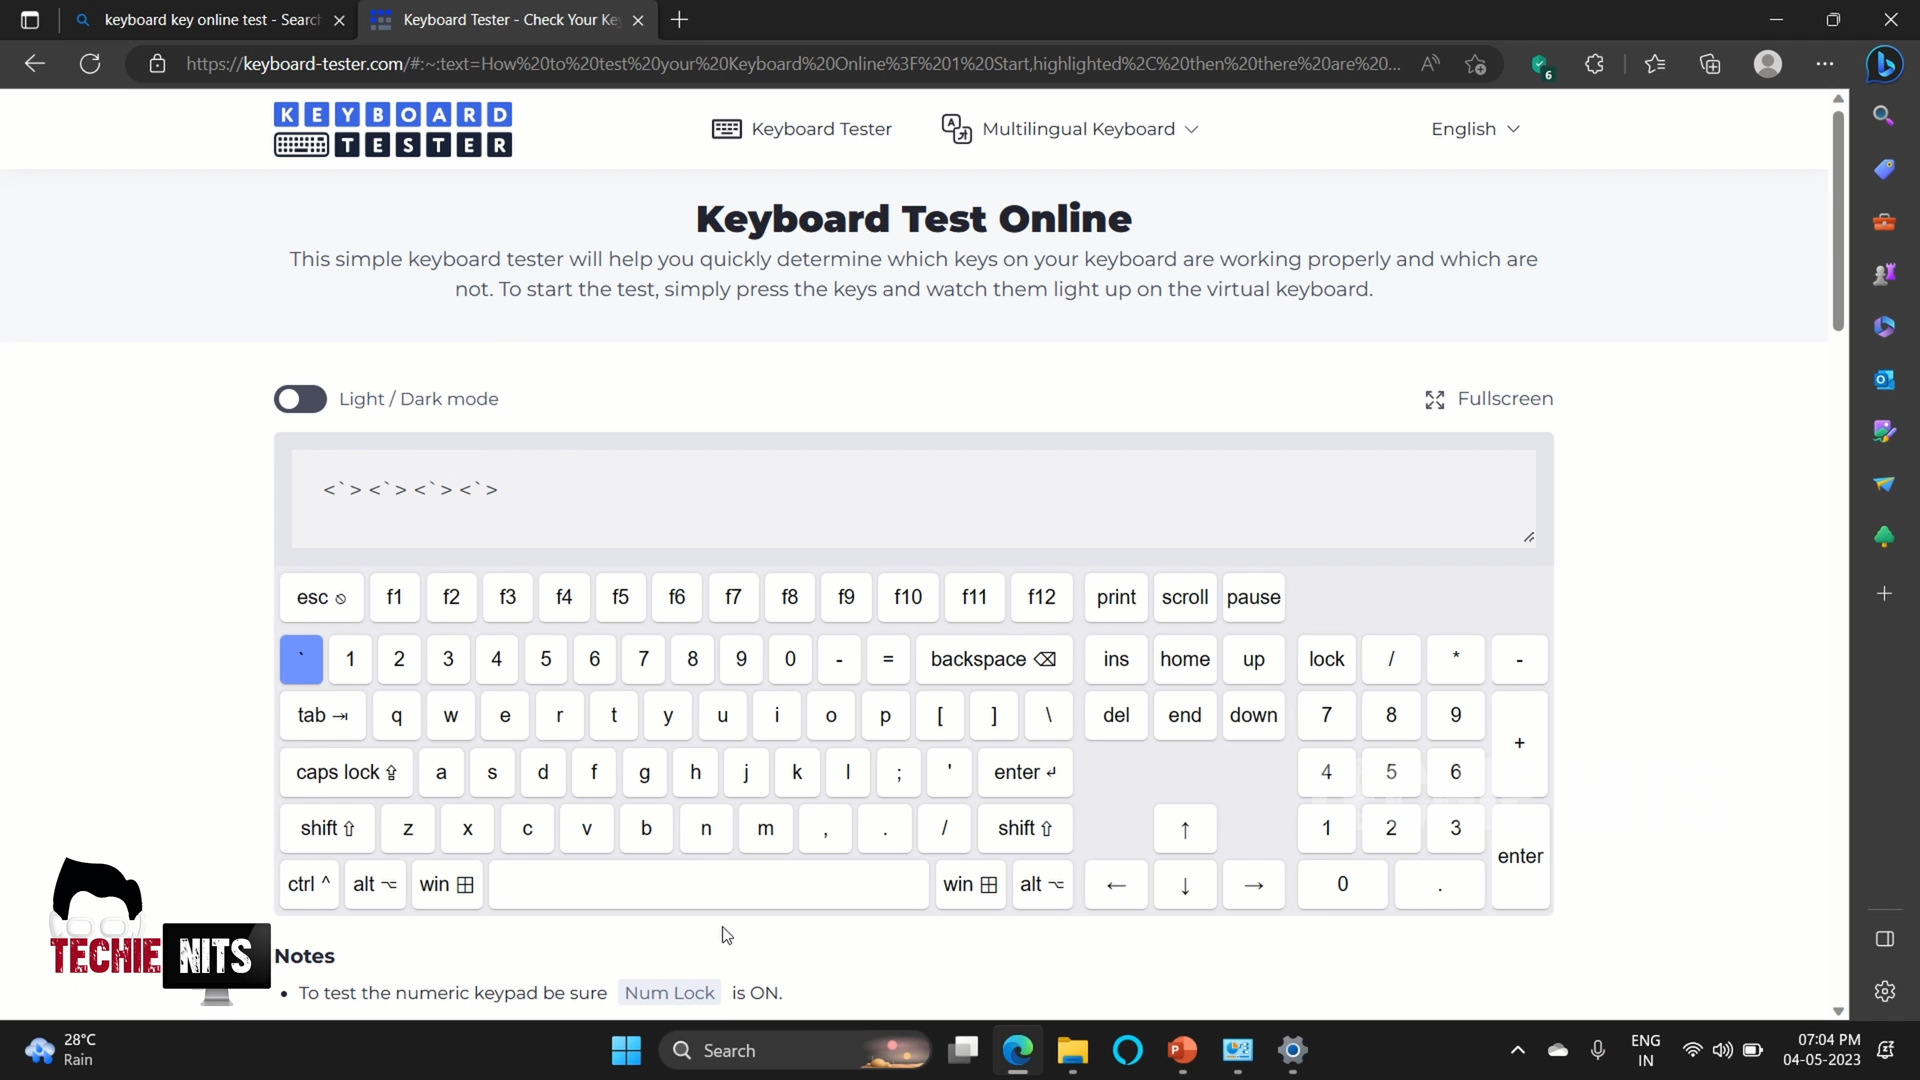 keyboard key online test - Searc
Keyboard Tester - Check Your Ke
https://keyboard-tester.com/#:~:text=How%20to%20test%20your%20Keyboard%20Online%3F%201%20Start,highlighted%2C%20then%20there%20are%20...
6
KEYBOARD
TESTER
Keyboard Tester
Multilingual Keyboard
English
Keyboard Test Online
This simple keyboard tester will help you quickly determine which keys on your keyboard are working properly and which are
not. To start the test, simply press the keys and watch them light up on the virtual keyboard.
Light / Dark mode
Fullscreen
<`> <`> <`> <`>
esc f1 f2 f3 f4 f5 f6 f7 f8 f9 f10 f11 f12 print scroll pause
` 1 2 3 4 5 6 7 8 9 0 - = backspace ⌫ ins home up lock / * -
tab ⇥ q w e r t y u i o p [ ] \ del end down 7 8 9 +
caps lock ⇪ a s d f g h j k l ; ' enter ↵ 4 5 6
shift ⇧ z x c v b n m , . / shift ⇧ ↑ 1 2 3 enter
ctrl ^ alt ⌥ win ⊞ win ⊞ alt ⌥ ← ↓ → 0 .
TECHIE NITS
Notes
• To test the numeric keypad be sure Num Lock is ON.
28°C
Rain
Search
ENG
IN
07:04 PM
04-05-2023